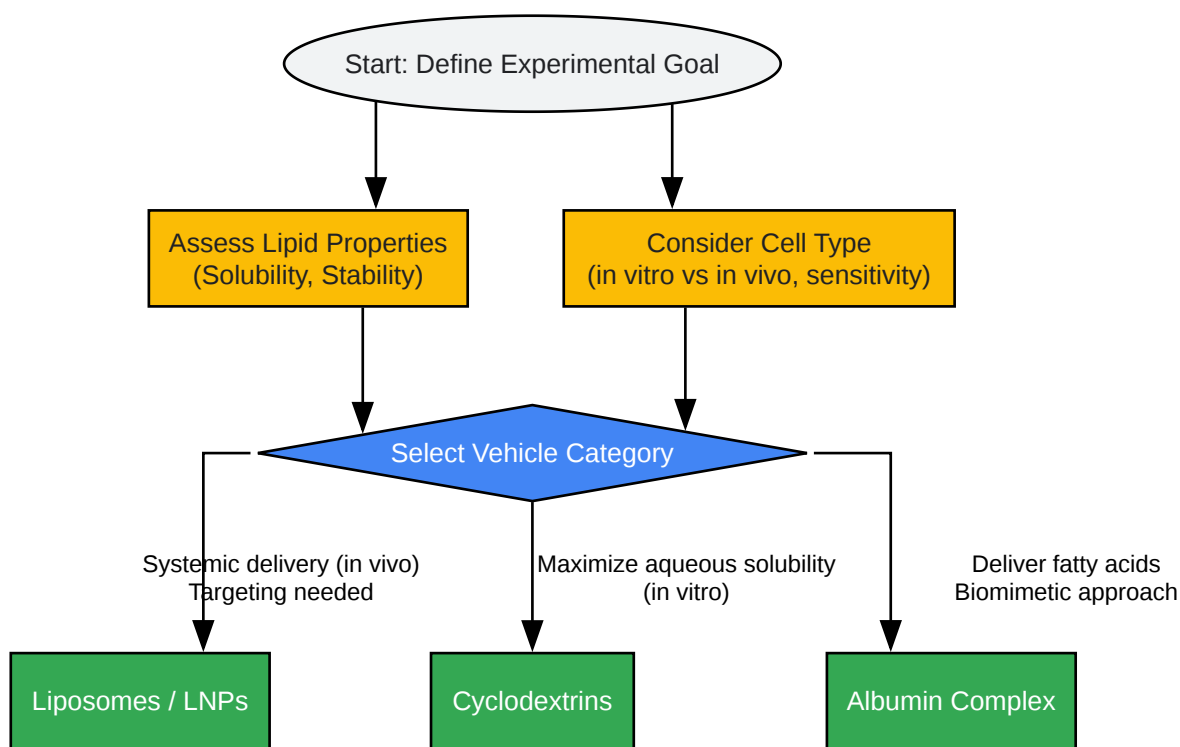 Start: Define Experimental Goal
Assess Lipid Properties
(Solubility, Stability)
Consider Cell Type
(in vitro vs in vivo, sensitivity)
Select Vehicle Category
Systemic delivery (in vivo)
Targeting needed
Maximize aqueous solubility
(in vitro)
Deliver fatty acids
Biomimetic approach
Liposomes / LNPs
Cyclodextrins
Albumin Complex